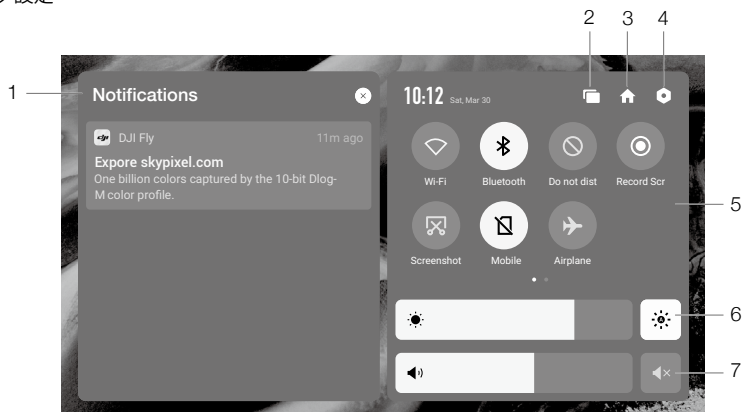 設定
2 3 4
1
Notifications
10:12 Sat, Mar 30
DJI Fly 11m ago
Expore skypixel.com
One billion colors captured by the 10-bit Dlog-
M color profile.
Wi-Fi Bluetooth Do not dist Record Scr
5
Screenshot Mobile Airplane
6
7